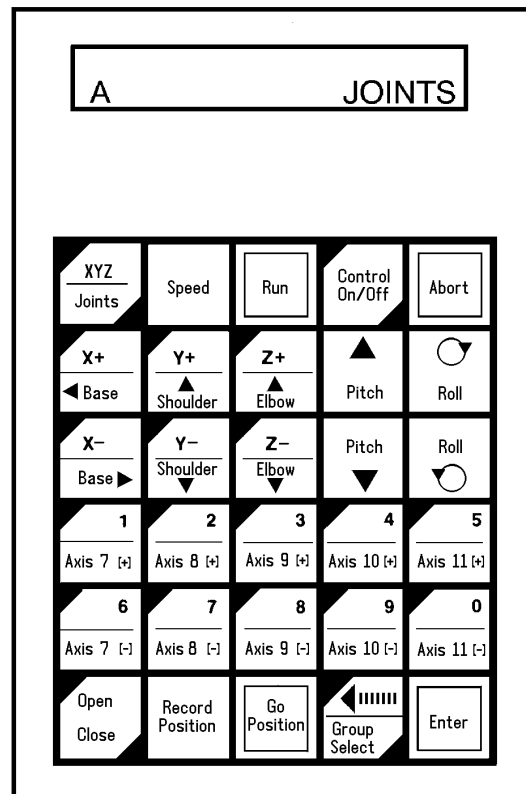 A JOINTS
XYZ
Joints
Speed
Run
Control
On/Off
Abort
X+
Base
Y+
Shoulder
Z+
Elbow
Pitch
Roll
X−
Base
Y−
Shoulder
Z−
Elbow
Pitch
Roll
1
Axis 7 [+]
2
Axis 8 [+]
3
Axis 9 [+]
4
Axis 10 [+]
5
Axis 11 [+]
6
Axis 7 [-]
7
Axis 8 [-]
8
Axis 9 [-]
9
Axis 10 [-]
0
Axis 11 [-]
Open
Close
Record
Position
Go
Position
Group
Select
Enter